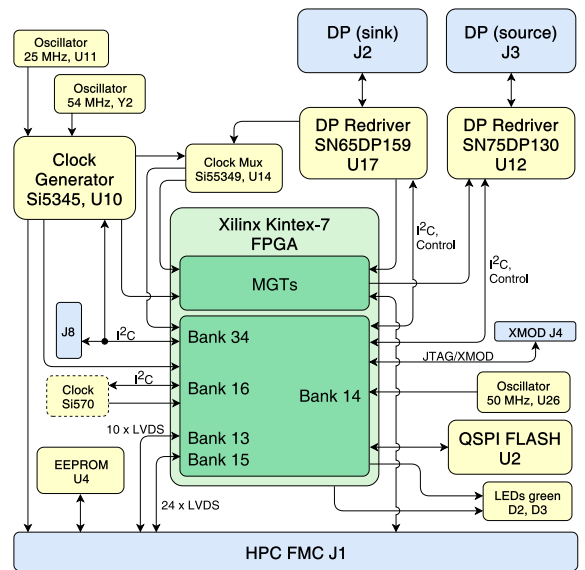 Oscillator
25 MHz, U11
Oscillator
54 MHz, Y2
DP (sink)
J2
DP (source)
J3
Clock
Generator
Si5345, U10
Clock Mux
Si55349, U14
DP Redriver
SN65DP159
U17
DP Redriver
SN75DP130
U12
Xilinx Kintex-7
FPGA
I²C,
Control
I²C,
Control
MGTs
J8
I²C
Bank 34
XMOD J4
JTAG/XMOD
Clock
Si570
I²C
Bank 16
Bank 14
Oscillator
50 MHz, U26
10 x LVDS
Bank 13
Bank 15
QSPI FLASH
U2
EEPROM
U4
24 x LVDS
LEDs green
D2, D3
HPC FMC J1